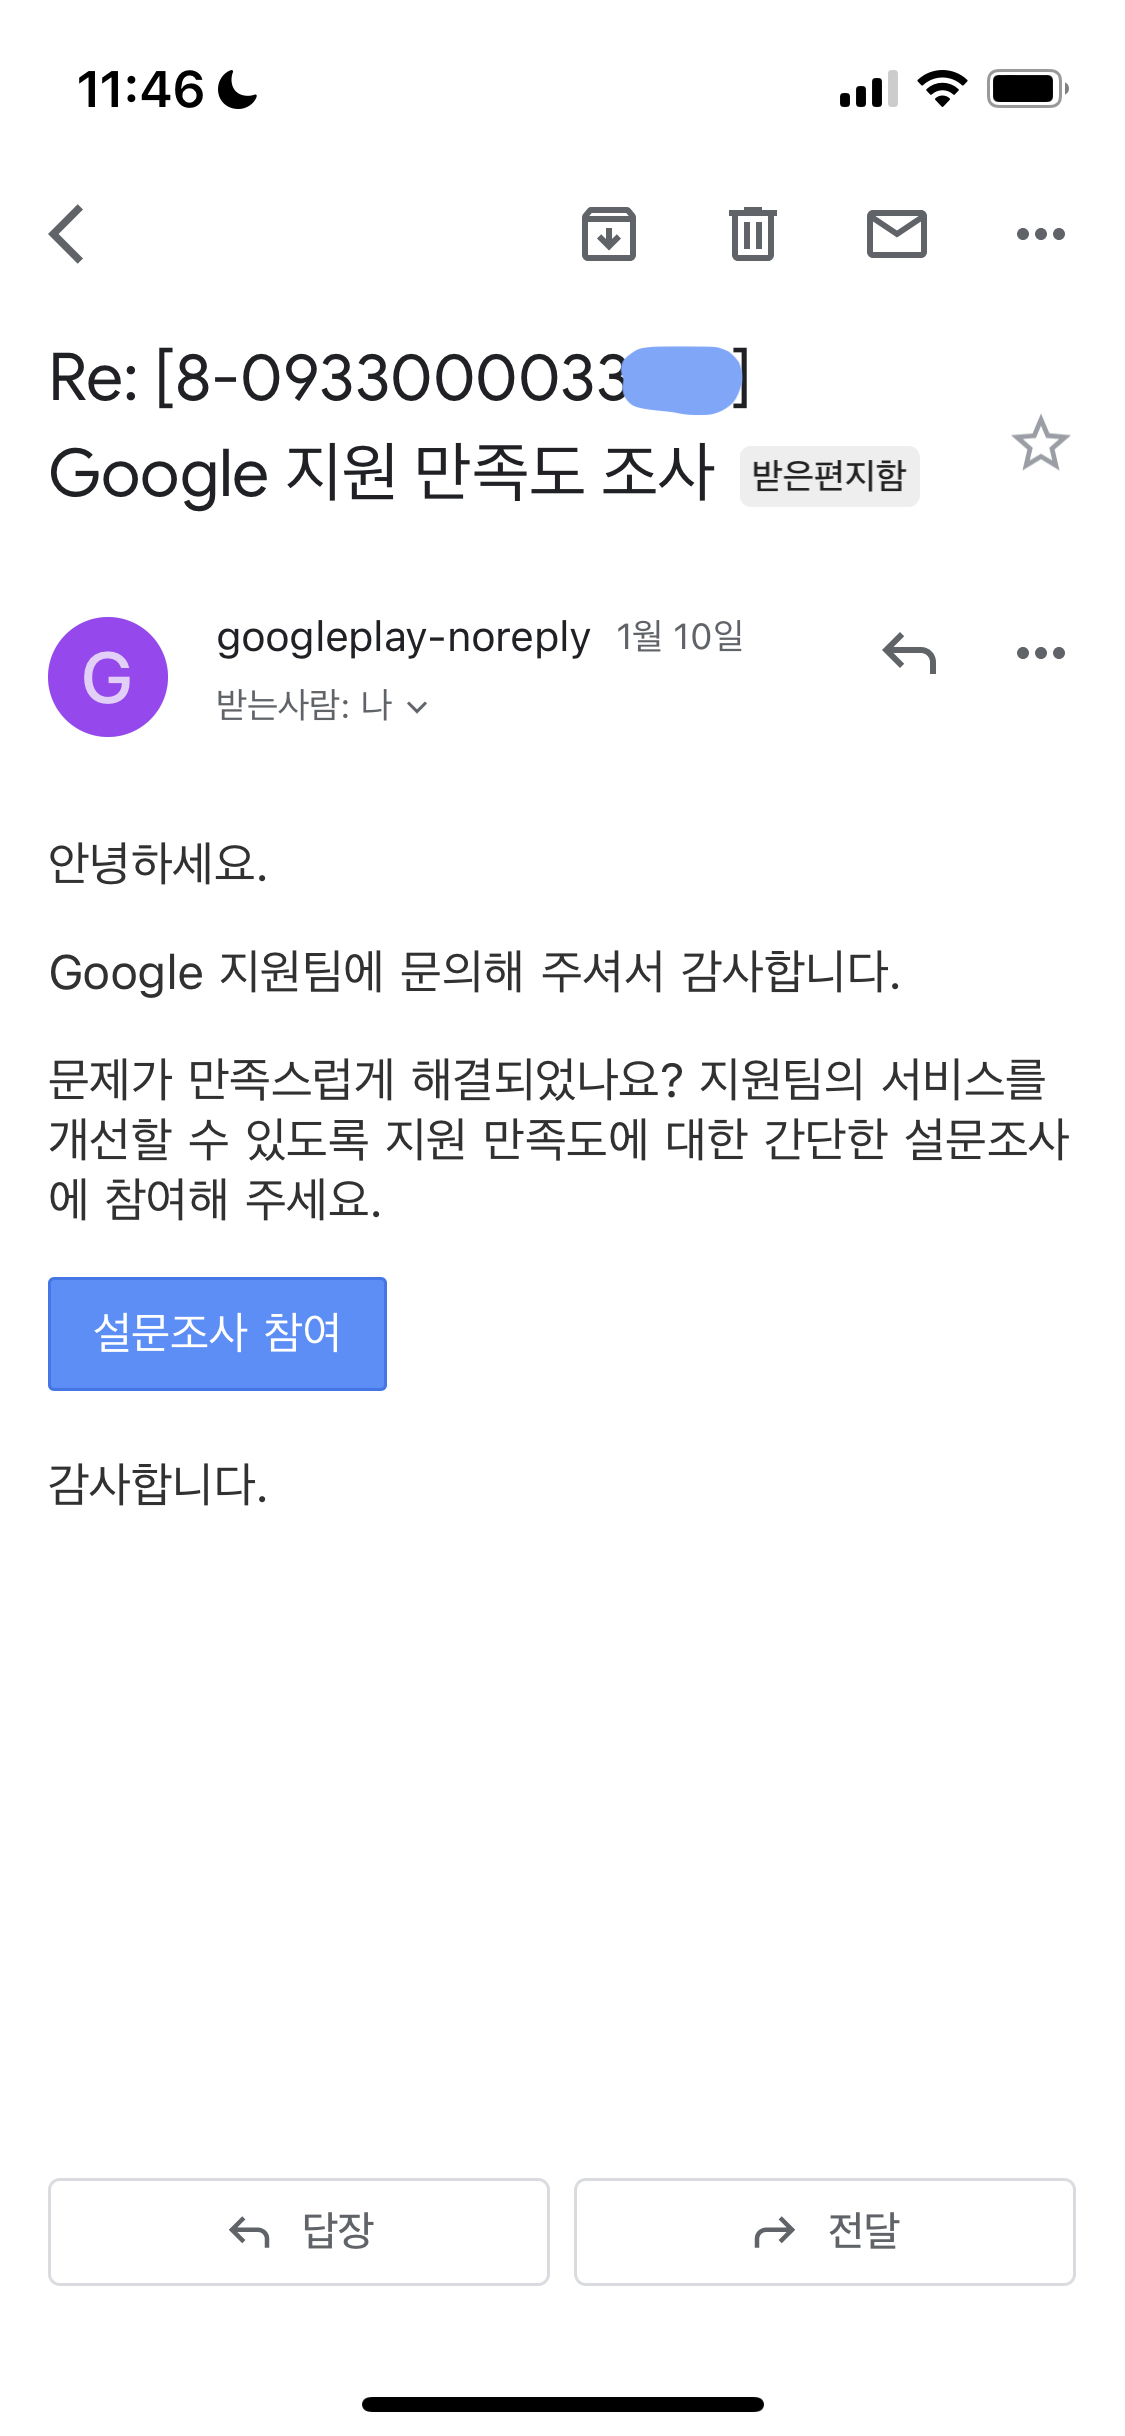 11:46
Re: [8-0933000033]
Google 지원 만족도 조사 받은편지함
G
googleplay-noreply 1월 10일
받는사람: 나
안녕하세요.
Google 지원팀에 문의해 주셔서 감사합니다.
문제가 만족스럽게 해결되었나요? 지원팀의 서비스를
개선할 수 있도록 지원 만족도에 대한 간단한 설문조사
에 참여해 주세요.
설문조사 참여
감사합니다.
답장
전달